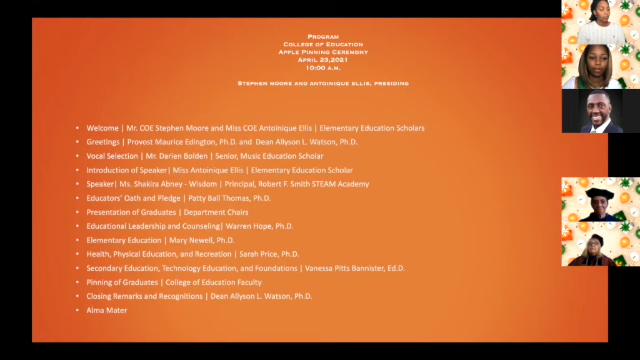 Program
College of Education
Apple Pinning Ceremony
April 23,2021
10:00 a.m.
Stephen Moore and Antoinique Ellis, presiding
• Welcome | Mr. COE Stephen Moore and Miss COE Antoinique Ellis | Elementary Education Scholars
• Greetings | Provost Maurice Edington, Ph.D. and Dean Allyson L. Watson, Ph.D.
• Vocal Selection | Mr. Darien Bolden | Senior, Music Education Scholar
• Introduction of Speaker| Miss Antoinique Ellis | Elementary Education Scholar
• Speaker| Ms. Shakira Abney - Wisdom | Principal, Robert F. Smith STEAM Academy
• Educators' Oath and Pledge | Patty Ball Thomas, Ph.D.
• Presentation of Graduates | Department Chairs
• Educational Leadership and Counseling| Warren Hope, Ph.D.
• Elementary Education | Mary Newell, Ph.D.
• Health, Physical Education, and Recreation | Sarah Price, Ph.D.
• Secondary Education, Technology Education, and Foundations | Vanessa Pitts Bannister, Ed.D.
• Pinning of Graduates | College of Education Faculty
• Closing Remarks and Recognitions | Dean Allyson L. Watson, Ph.D.
• Alma Mater